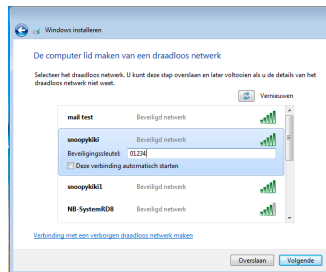 Windows installeren
De computer lid maken van een draadloos netwerk
Selecteer het draadloos netwerk. U kunt deze stap overslaan en later voltooien als u de details van het
draadloos netwerk niet weet.
Vernieuwen
mail test Beveiligd netwerk
snoopykiki Beveiligd netwerk
Beveiligingssleutel: 01234
Deze verbinding automatisch starten
snoopykiki1 Beveiligd netwerk
NB-SystemRDB Beveiligd netwerk
Verbinding met een verborgen draadloos netwerk maken
Overslaan Volgende